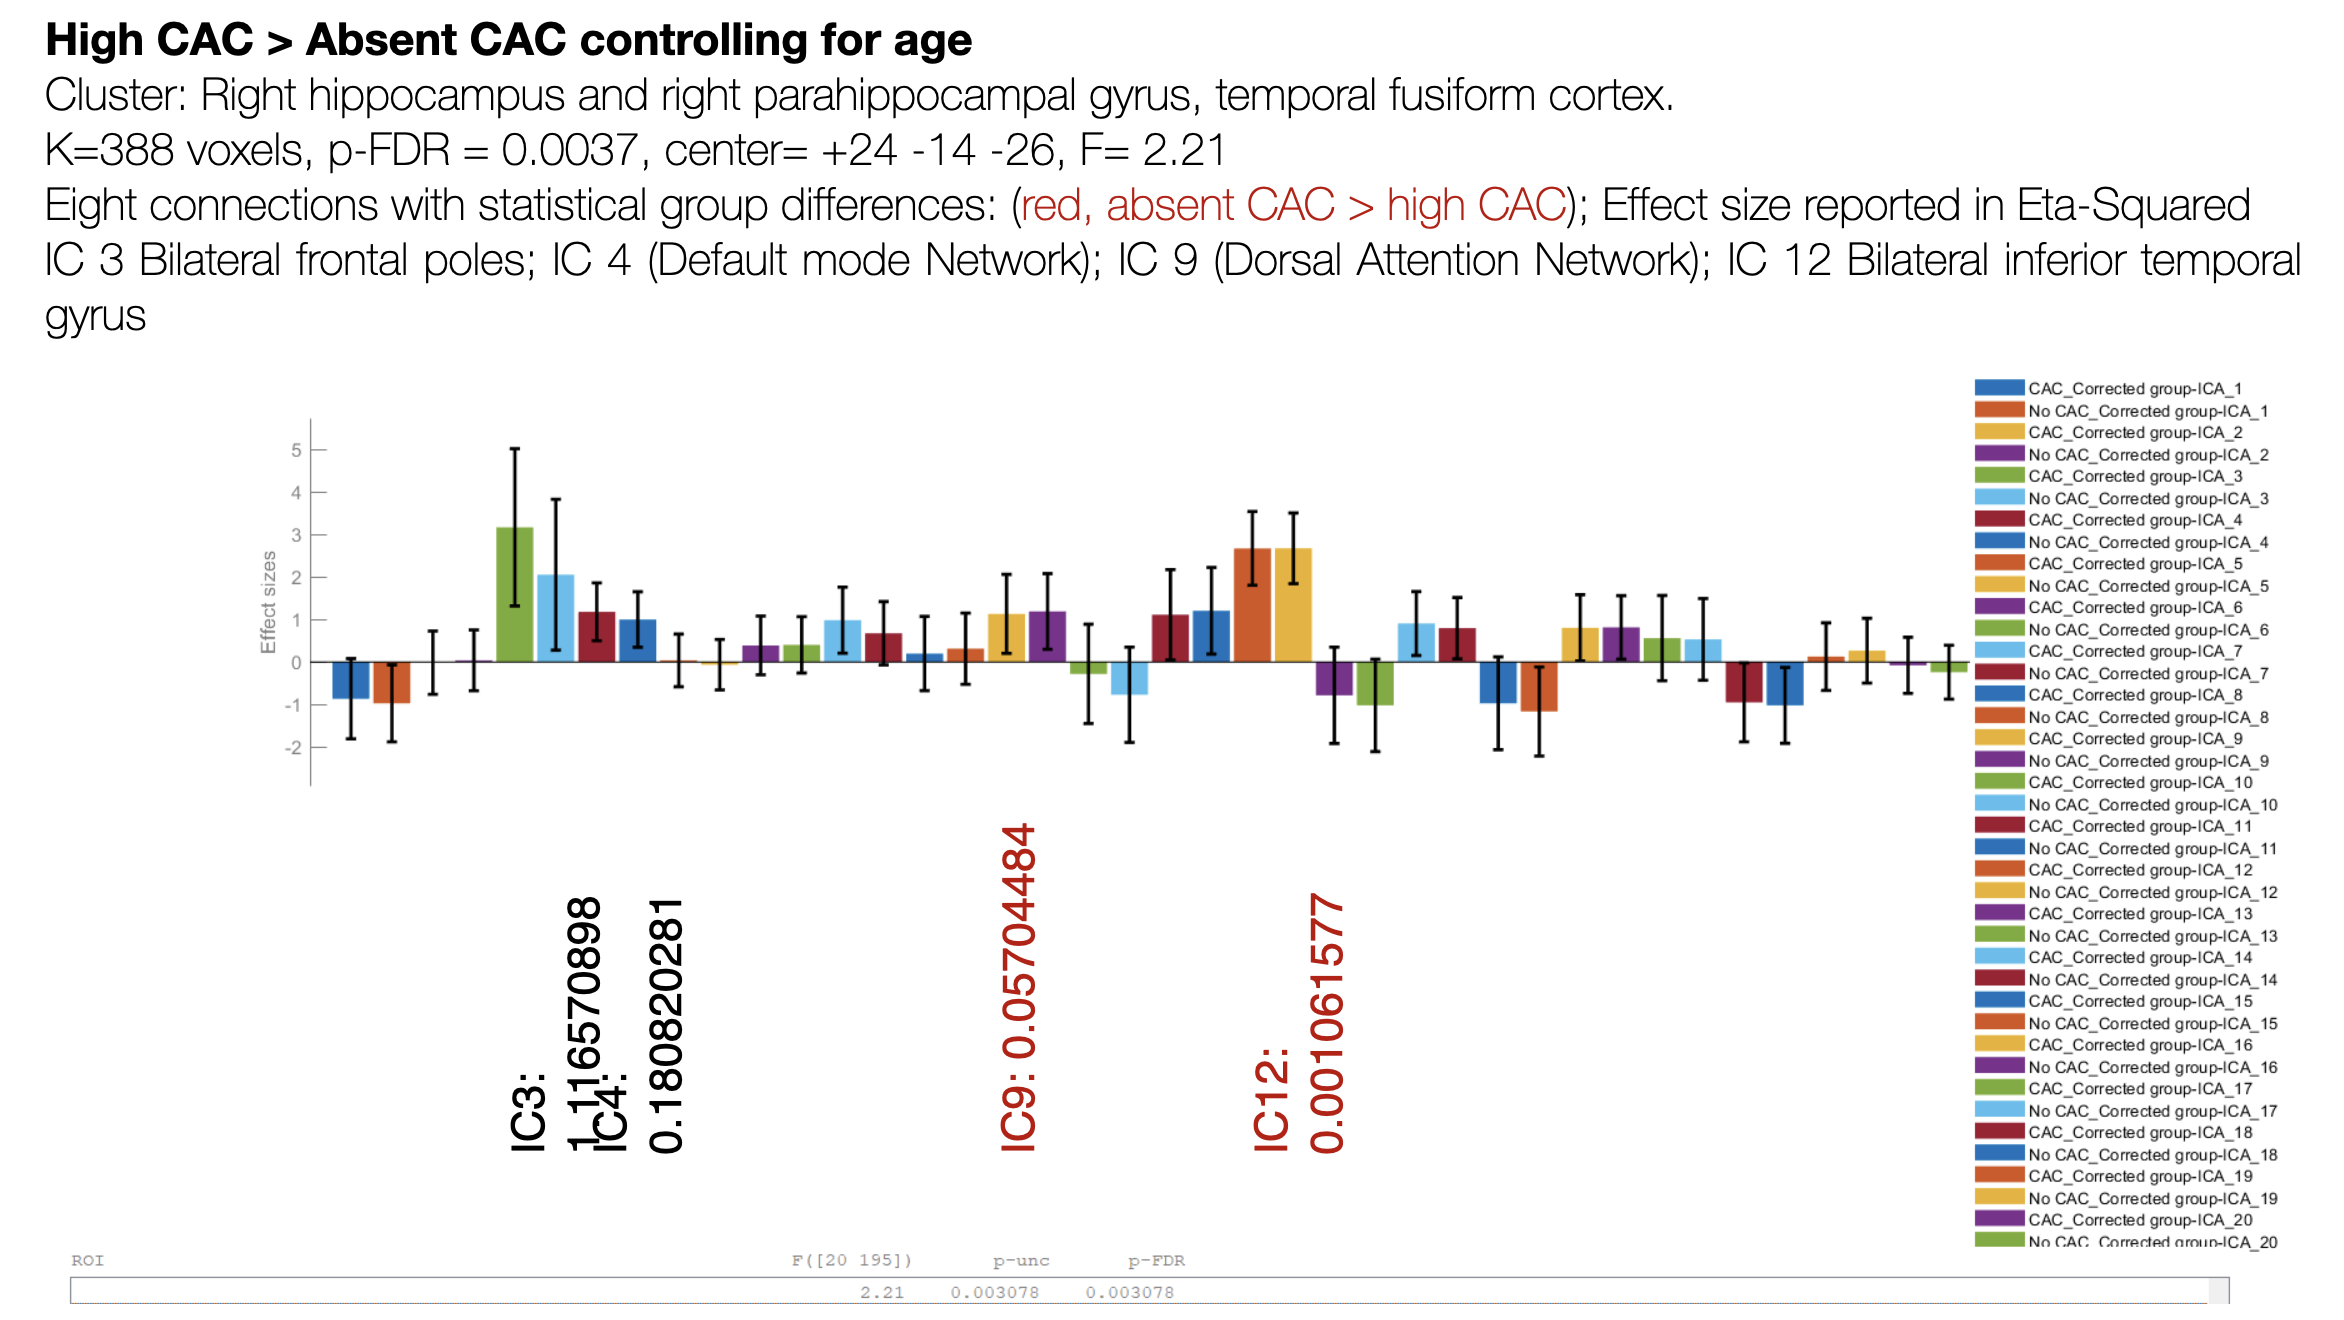 High CAC > Absent CAC controlling for age
Cluster: Right hippocampus and right parahippocampal gyrus, temporal fusiform cortex.
K=388 voxels, p-FDR = 0.0037, center= +24 -14 -26, F= 2.21
Eight connections with statistical group differences: (red, absent CAC > high CAC); Effect size reported in Eta-Squared
IC 3 Bilateral frontal poles; IC 4 (Default mode Network); IC 9 (Dorsal Attention Network); IC 12 Bilateral inferior temporal
gyrus
Effect sizes
5
4
3
2
1
0
-1
-2
CAC_Corrected group-ICA_1
No CAC_Corrected group-ICA_1
CAC_Corrected group-ICA_2
No CAC_Corrected group-ICA_2
CAC_Corrected group-ICA_3
No CAC_Corrected group-ICA_3
CAC_Corrected group-ICA_4
No CAC_Corrected group-ICA_4
CAC_Corrected group-ICA_5
No CAC_Corrected group-ICA_5
CAC_Corrected group-ICA_6
No CAC_Corrected group-ICA_6
CAC_Corrected group-ICA_7
No CAC_Corrected group-ICA_7
CAC_Corrected group-ICA_8
No CAC_Corrected group-ICA_8
CAC_Corrected group-ICA_9
No CAC_Corrected group-ICA_9
CAC_Corrected group-ICA_10
No CAC_Corrected group-ICA_10
CAC_Corrected group-ICA_11
No CAC_Corrected group-ICA_11
CAC_Corrected group-ICA_12
No CAC_Corrected group-ICA_12
CAC_Corrected group-ICA_13
No CAC_Corrected group-ICA_13
CAC_Corrected group-ICA_14
No CAC_Corrected group-ICA_14
CAC_Corrected group-ICA_15
No CAC_Corrected group-ICA_15
CAC_Corrected group-ICA_16
No CAC_Corrected group-ICA_16
CAC_Corrected group-ICA_17
No CAC_Corrected group-ICA_17
CAC_Corrected group-ICA_18
No CAC_Corrected group-ICA_18
CAC_Corrected group-ICA_19
No CAC_Corrected group-ICA_19
CAC_Corrected group-ICA_20
No CAC_Corrected group-ICA_20
IC3:
1.116570898
IC4:
0.1808820281
IC9: 0.05704484
IC12:
0.001061577
ROI F([20 195]) p-unc p-FDR
2.21 0.003078 0.003078